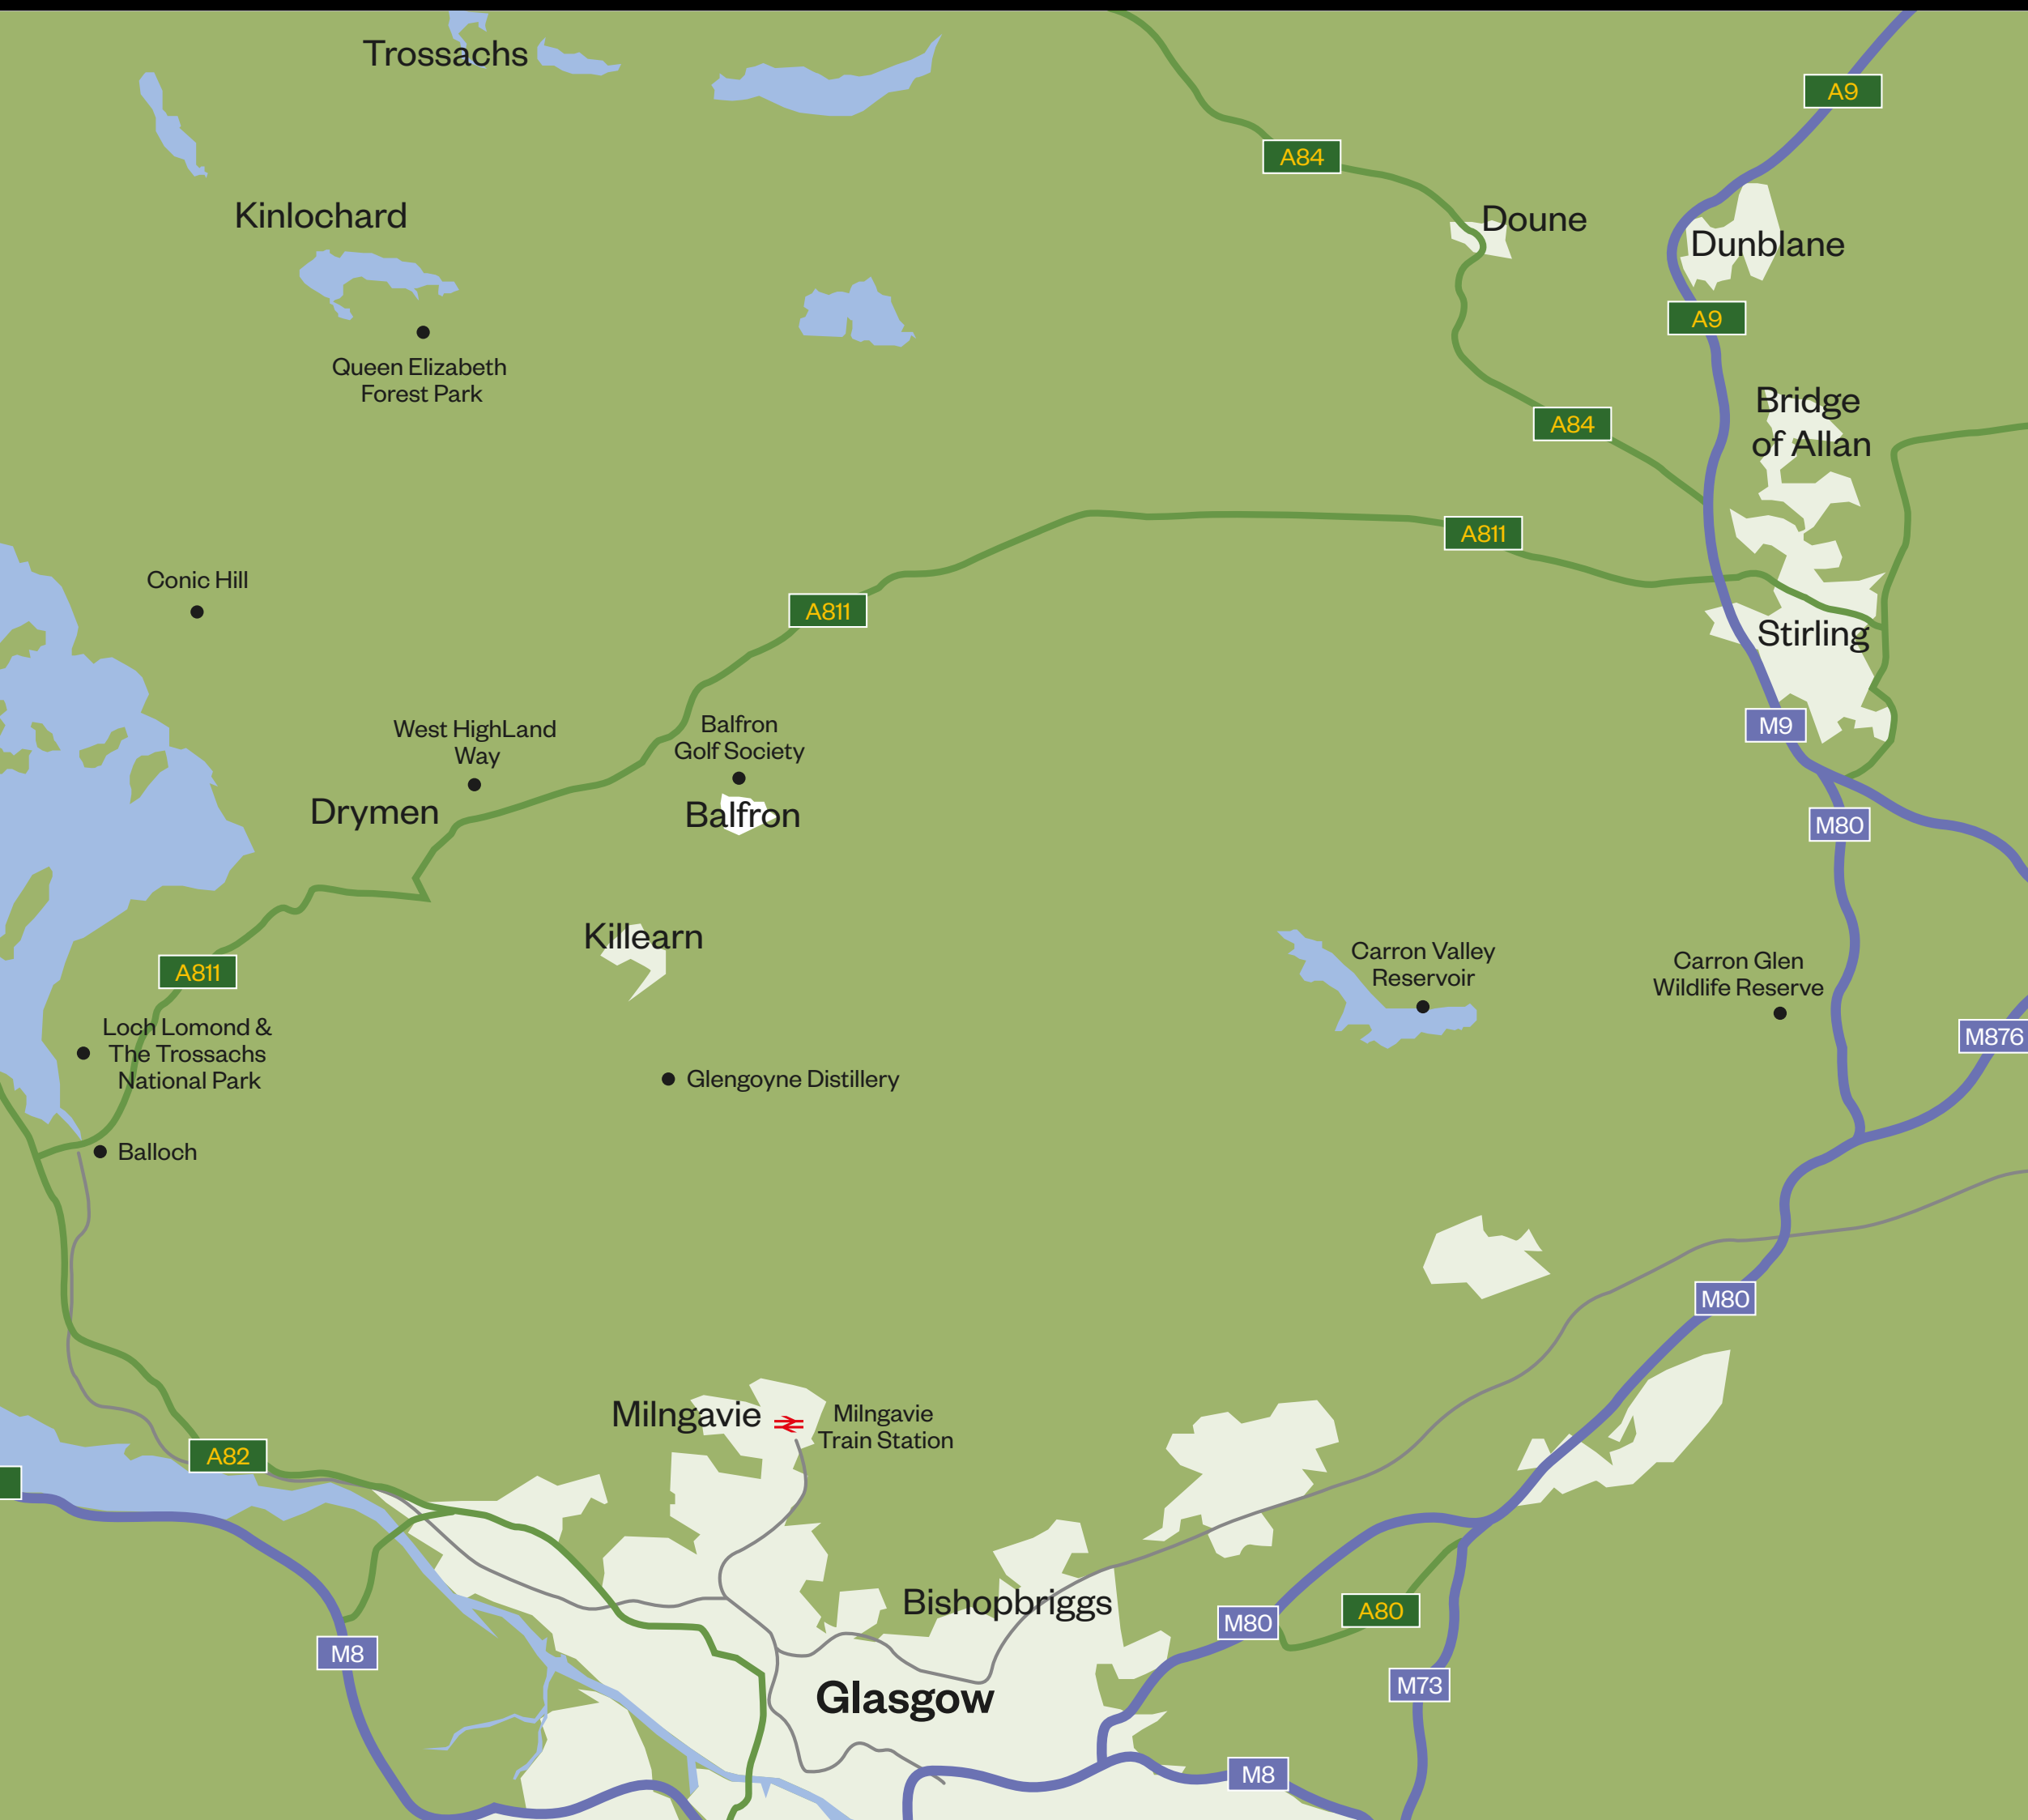 Trossachs
A9
A84
Kinlochard
Doune
Dunblane
A9
Queen Elizabeth
Forest Park
Bridge
of Allan
A84
A811
Conic Hill
A811
Stirling
West HighLand
Way
Balfron
Golf Society
M9
Drymen
Balfron
M80
Killearn
Carron Valley
Reservoir
Carron Glen
Wildlife Reserve
A811
Loch Lomond &
The Trossachs
National Park
M876
Glengoyne Distillery
Balloch
M80
Milngavie
Milngavie
Train Station
A82
Bishopbriggs
M80
A80
M8
M73
Glasgow
M8